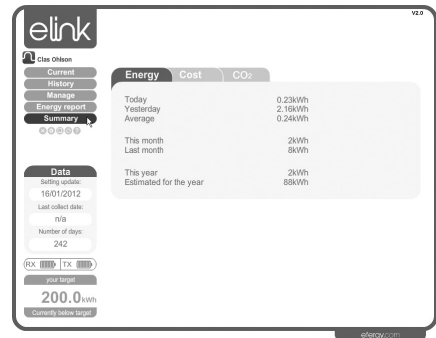 V2.0
elink
Clas Ohlson
Current
History
Manage
Energy report
Summary
Energy Cost CO2
Today 0.23kWh
Yesterday 2.16kWh
Average 0.24kWh
This month 2kWh
Last month 8kWh
This year 2kWh
Estimated for the year 88kWh
Data
Setting update:
16/01/2012
Last collect date:
n/a
Number of days:
242
RX TX
your target
200.0kWh
Currently below target
efergy.com